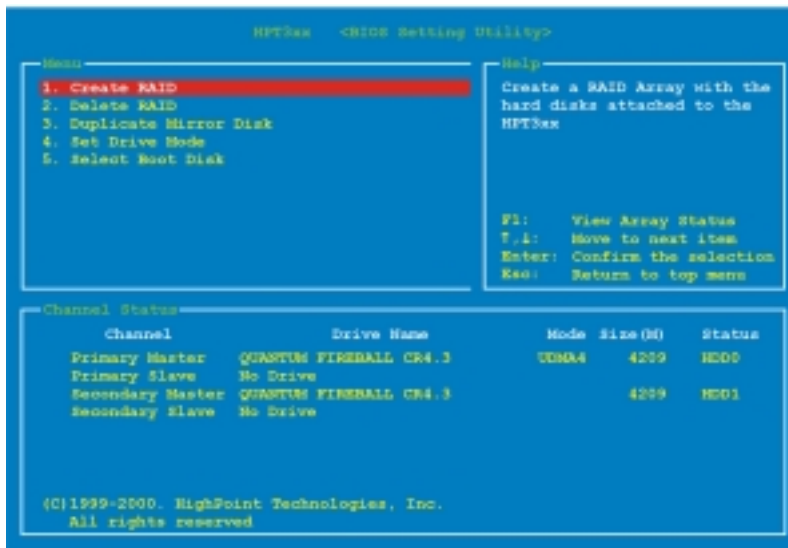 HPT3xx <BIOS Setting Utility>
Menu
1. Create RAID
2. Delete RAID
3. Duplicate Mirror Disk
4. Set Drive Mode
5. Select Boot Disk
Help
Create a RAID Array with the
hard disks attached to the
HPT3xx
F1: View Array Status
↑,↓: Move to next item
Enter: Confirm the selection
Esc: Return to top menu
Channel Status
Channel Drive Name Mode Size(M) Status
Primary Master QUANTUM FIREBALL CR4.3 UDMA4 4209 HDD0
Primary Slave No Drive
Secondary Master QUANTUM FIREBALL CR4.3 4209 HDD1
Secondary Slave No Drive
(C)1999-2000. HighPoint Technologies, Inc.
All rights reserved